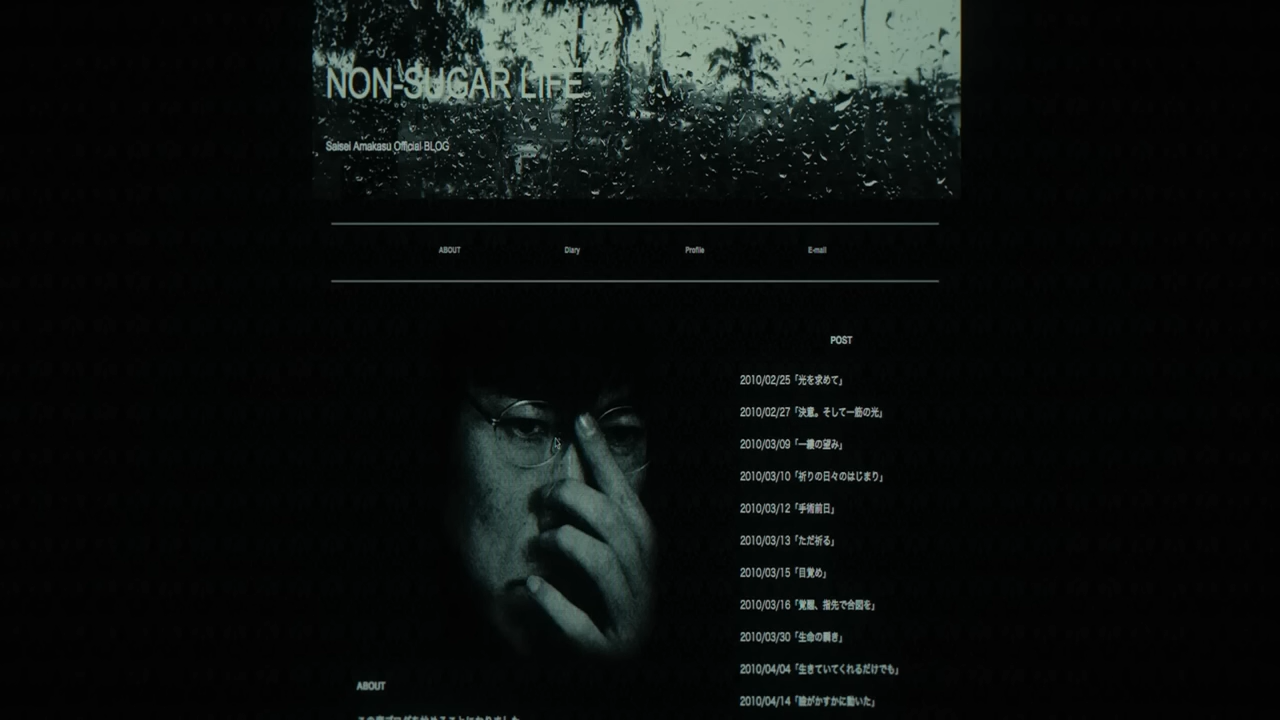 NON-SUGAR LIFE
Saisei Amakasu Official BLOG
ABOUT
Diary
Profile
E-mail
POST
2010/02/25「光を求めて」
2010/02/27「決意。そして一筋の光」
2010/03/09「一縷の望み」
2010/03/10「祈りの日々のはじまり」
2010/03/12「手術前日」
2010/03/13「ただ祈る」
2010/03/15「目覚め」
2010/03/16「覚醒、指先で合図を」
2010/03/30「生命の瞬き」
2010/04/04「生きていてくれるだけでも」
2010/04/14「瞼がかすかに動いた」
ABOUT